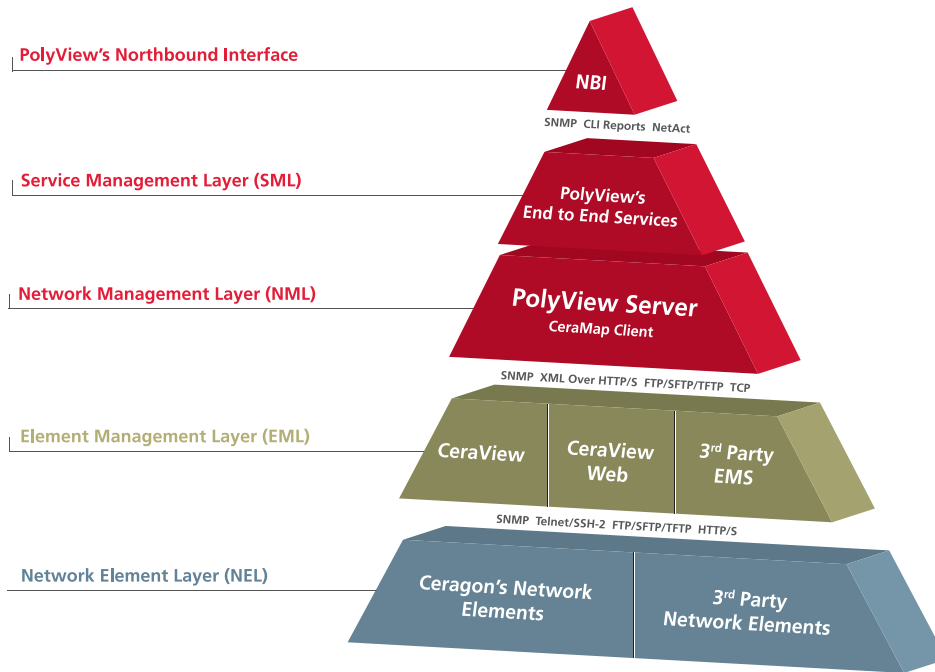 PolyView's Northbound Interface
NBI
SNMP CLI Reports NetAct
Service Management Layer (SML)
PolyView's
End to End Services
Network Management Layer (NML)
PolyView Server
CeraMap Client
SNMP XML Over HTTP/S FTP/SFTP/TFTP TCP
Element Management Layer (EML)
CeraView
CeraView
Web
3rd Party
EMS
SNMP Telnet/SSH-2 FTP/SFTP/TFTP HTTP/S
Network Element Layer (NEL)
Ceragon's Network
Elements
3rd Party
Network Elements